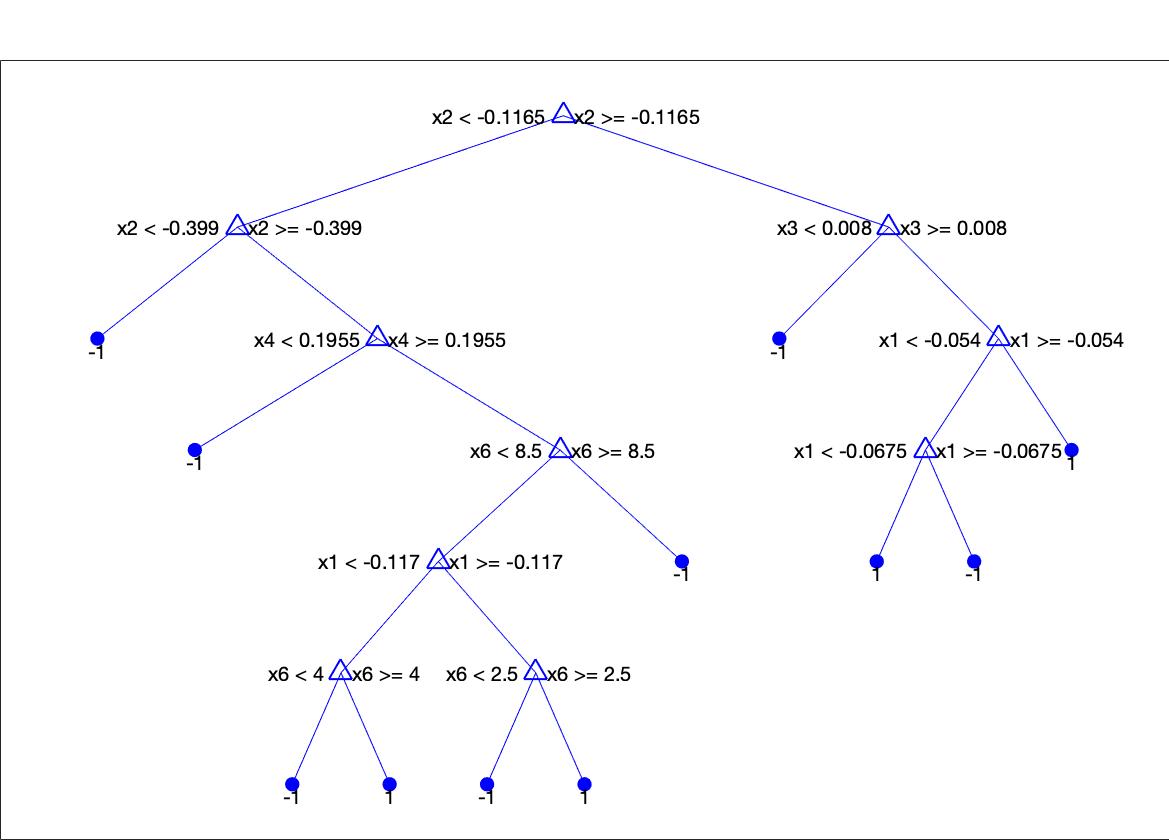 x2 < -0.1165 x2 >= -0.1165
x2 < -0.399 x2 >= -0.399 x3 < 0.008 x3 >= 0.008
-1 x4 < 0.1955 x4 >= 0.1955 -1 x1 < -0.054 x1 >= -0.054
-1 x6 < 8.5 x6 >= 8.5 x1 < -0.0675 x1 >= -0.0675 1
x1 < -0.117 x1 >= -0.117 -1 1 -1
x6 < 4 x6 >= 4 x6 < 2.5 x6 >= 2.5
-1 1 -1 1